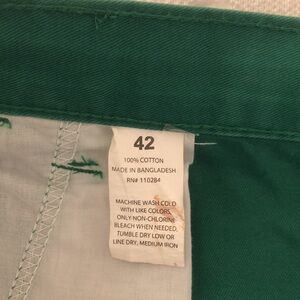 42
100% COTTON
MADE IN BANGLADESH
RN# 110284
MACHINE WASH COLD
WITH LIKE COLORS,
ONLY NON-CHLORINE
BLEACH WHEN NEEDED,
TUMBLE DRY LOW OR
LINE DRY, MEDIUM IRON